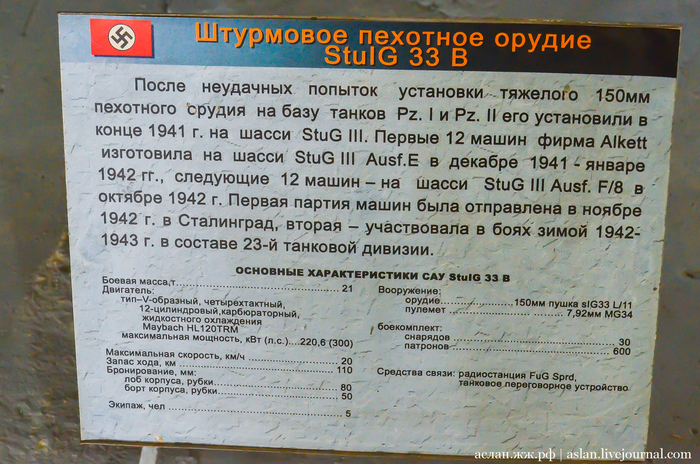 Штурмовое пехотное орудие
StuIG 33 B
После неудачных попыток установки тяжелого 150мм
пехотного орудия на базу танков Pz. I и Pz. II его установили в
конце 1941 г. на шасси StuG III. Первые 12 машин фирма Alkett
изготовила на шасси StuG III Ausf.E в декабре 1941 - январе
1942 гг., следующие 12 машин – на шасси StuG III Ausf. F/8 в
октябре 1942 г. Первая партия машин была отправлена в ноябре
1942 г. в Сталинград, вторая – участвовала в боях зимой 1942-
1943 г. в составе 23-й танковой дивизии.
ОСНОВНЫЕ ХАРАКТЕРИСТИКИ САУ StuIG 33 B
Боевая масса,т.......................................21
Двигатель:
тип–V-образный, четырехтактный,
12-цилиндровый,карбюраторный,
жидкостного охлаждения
Maybach HL120TRM
максимальная мощность, кВт (л.с.)....220,6 (300)
Максимальная скорость, км/ч ........................ 20
Запас хода, км ........................................ 110
Бронирование, мм:
лоб корпуса, рубки............................... 80
борт корпуса, рубки.............................. 50
Экипаж, чел ............................................ 5
Вооружение:
орудие....................150мм пушка sIG33 L/11
пулемет ............................ 7,92мм MG34
боекомплект:
снарядов .......................................... 30
патронов ........................................ 600
Средства связи: радиостанция FuG Sprd,
танковое переговорное устройство
аслан.жж.рф | aslan.livejournal.com